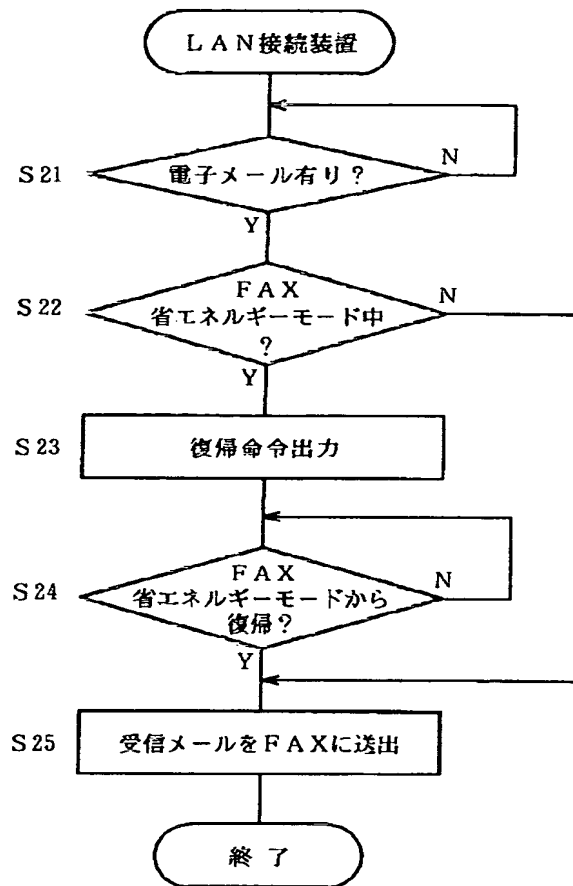 LAN接続装置
S21
電子メール有り?
N
Y
S22
FAX
省エネルギーモード中
?
N
Y
S23
復帰命令出力
S24
FAX
省エネルギーモードから
復帰?
N
Y
S25
受信メールをFAXに送出
終了